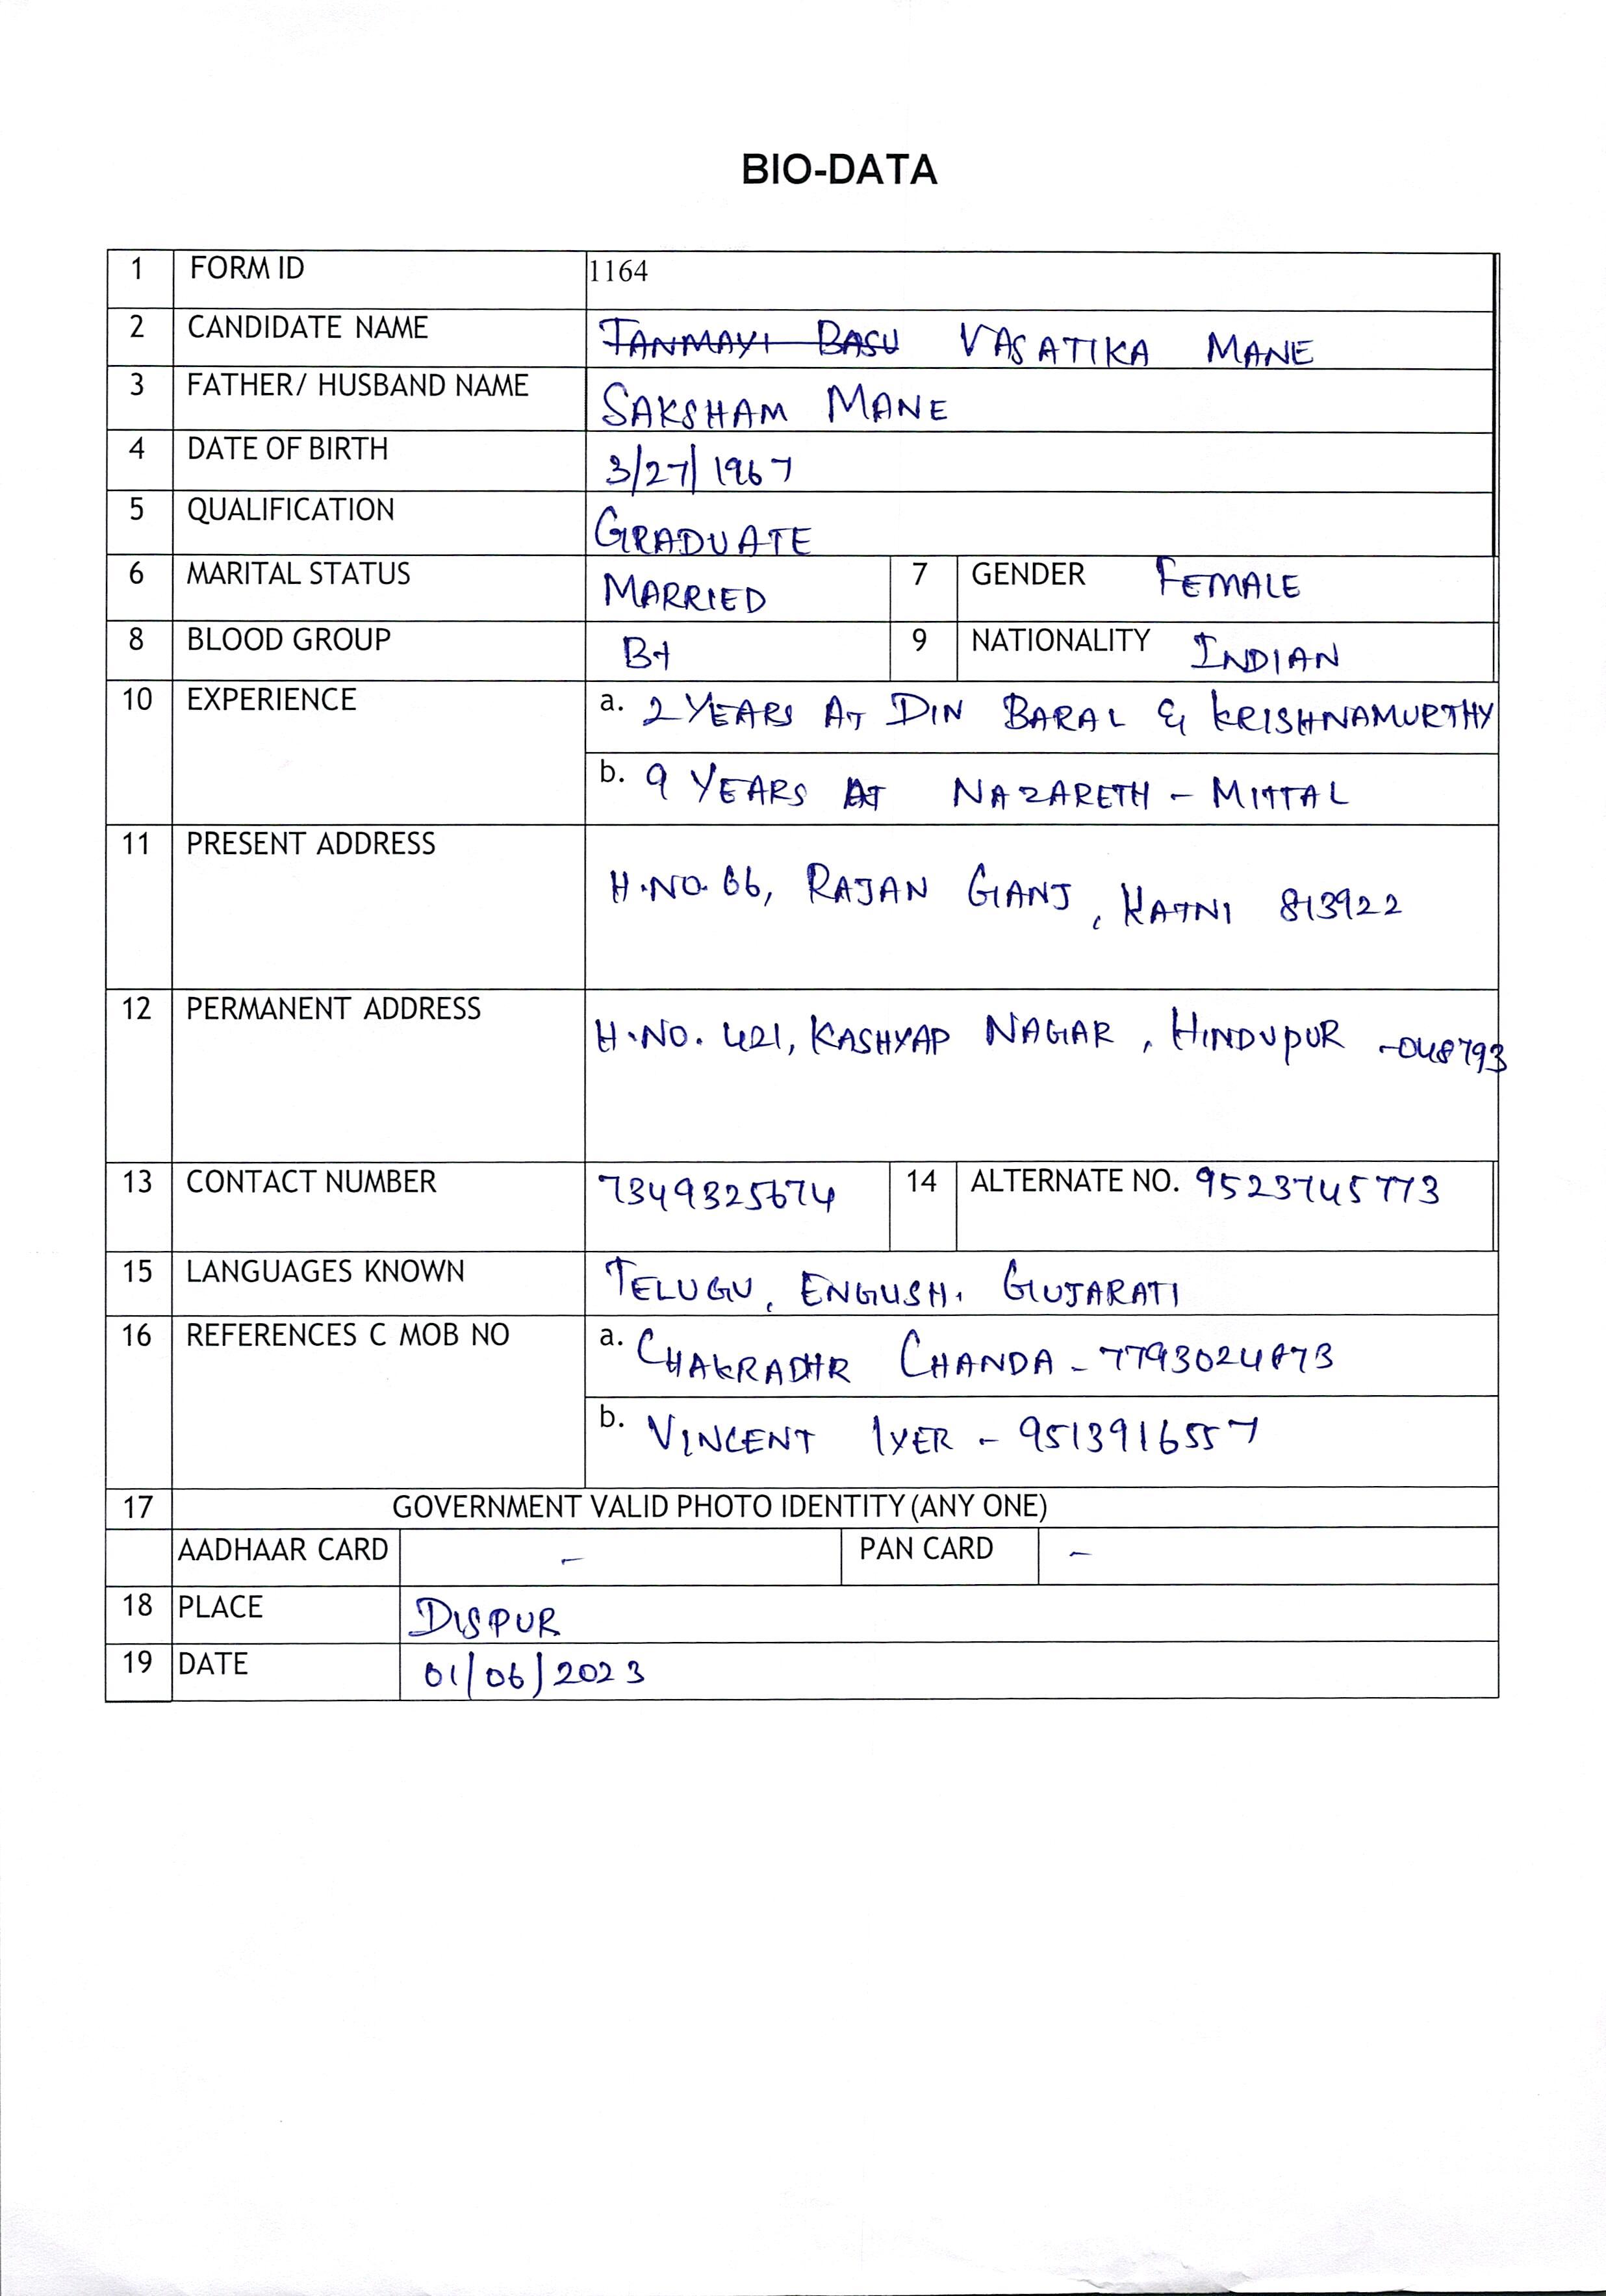 BIO-DATA
1 FORM ID 1164
2 CANDIDATE NAME TANMAYI BASU VASATIKA MANE
3 FATHER/ HUSBAND NAME SAKSHAM MANE
4 DATE OF BIRTH 3/27/1967
5 QUALIFICATION GRADUATE
6 MARITAL STATUS MARRIED 7 GENDER FEMALE
8 BLOOD GROUP B+ 9 NATIONALITY INDIAN
10 EXPERIENCE a. 2 YEARS AT DIN BARAL & KRISHNAMURTHY
b. 9 YEARS AT NAZARETH - MITTAL
11 PRESENT ADDRESS
H.NO. 66, RAJAN GANJ, KATNI 813922
12 PERMANENT ADDRESS H.NO. 421, KASHYAP NAGAR, HINDUPUR -048793
13 CONTACT NUMBER 7349325674 14 ALTERNATE NO. 9523745773
15 LANGUAGES KNOWN TELUGU, ENGLISH, GUJARATI
16 REFERENCES C MOB NO a. CHAKRADHR CHANDA -
b. VINCENT IYER - 9513916557
17 GOVERNMENT VALID PHOTO IDENTITY (ANY ONE)
AADHAAR CARD - PAN CARD -
18 PLACE DISPUR
19 DATE 01/06/2023